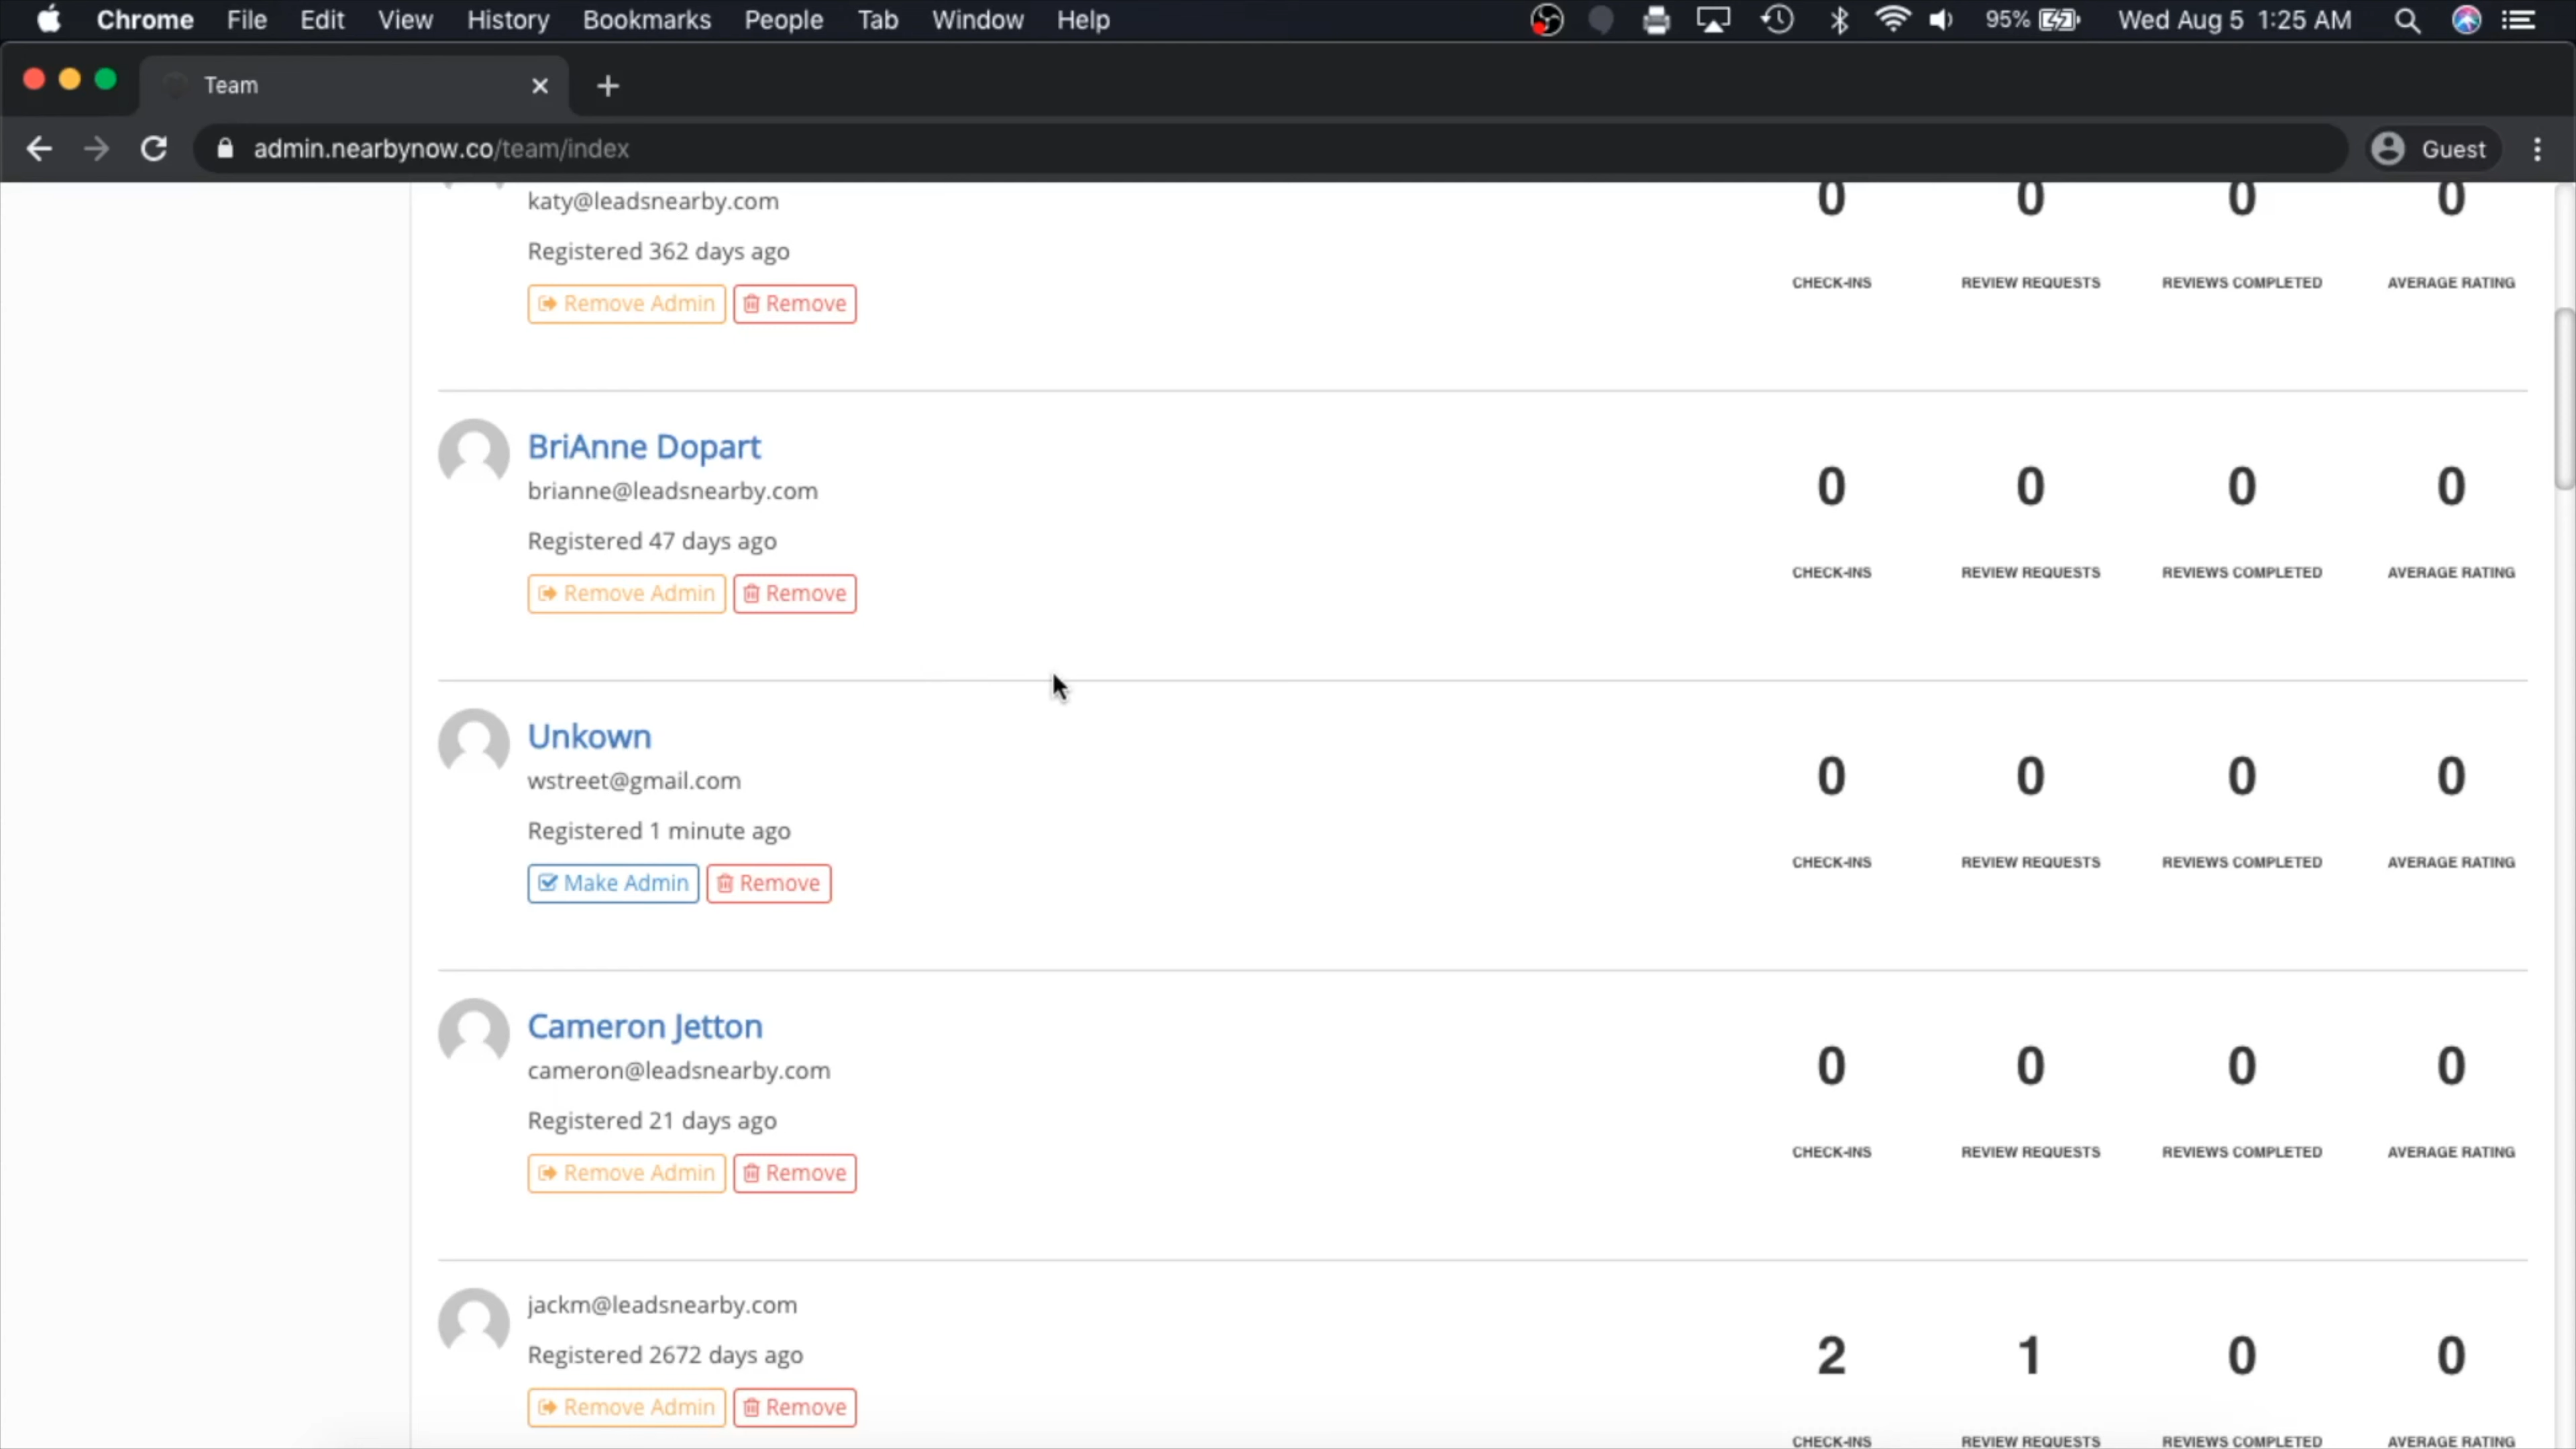 Chrome File Edit View History Bookmarks People Tab Window Help 95% Wed Aug 5 1:25 AM
Team
admin.nearbynow.co/team/index Guest
katy@leadsnearby.com 0 0 0 0
Registered 362 days ago
CHECK-INS REVIEW REQUESTS REVIEWS COMPLETED AVERAGE RATING
Remove Admin Remove
BriAnne Dopart
brianne@leadsnearby.com 0 0 0 0
Registered 47 days ago
CHECK-INS REVIEW REQUESTS REVIEWS COMPLETED AVERAGE RATING
Remove Admin Remove
Unkown
wstreet@gmail.com 0 0 0 0
Registered 1 minute ago
CHECK-INS REVIEW REQUESTS REVIEWS COMPLETED AVERAGE RATING
Make Admin Remove
Cameron Jetton
cameron@leadsnearby.com 0 0 0 0
Registered 21 days ago
CHECK-INS REVIEW REQUESTS REVIEWS COMPLETED AVERAGE RATING
Remove Admin Remove
jackm@leadsnearby.com
Registered 2672 days ago 2 1 0 0
Remove Admin Remove
CHECK-INS REVIEW REQUESTS REVIEWS COMPLETED AVERAGE RATING